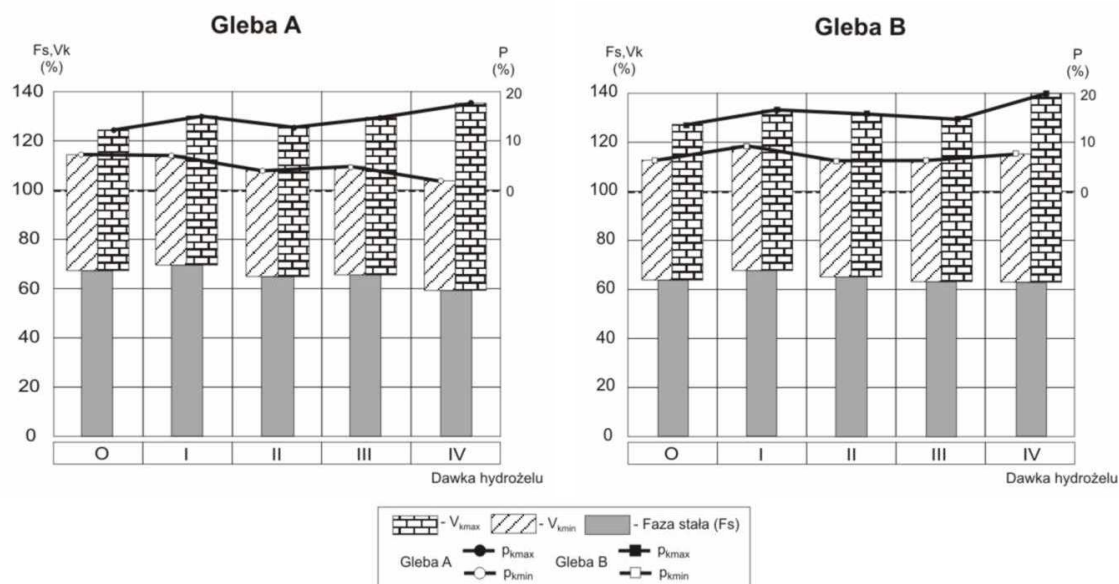 Gleba A
Fs,Vk
(%)
P
(%)
140
120
100
80
60
40
20
0
20
10
0
O I II III IV
Dawka hydrożelu
Gleba B
Fs,Vk
(%)
P
(%)
140
120
100
80
60
40
20
0
20
10
0
O I II III IV
Dawka hydrożelu
- Vkmax - Vkmin - Faza stała (Fs)
Gleba A pkmax Gleba B pkmax
pkmin pkmin